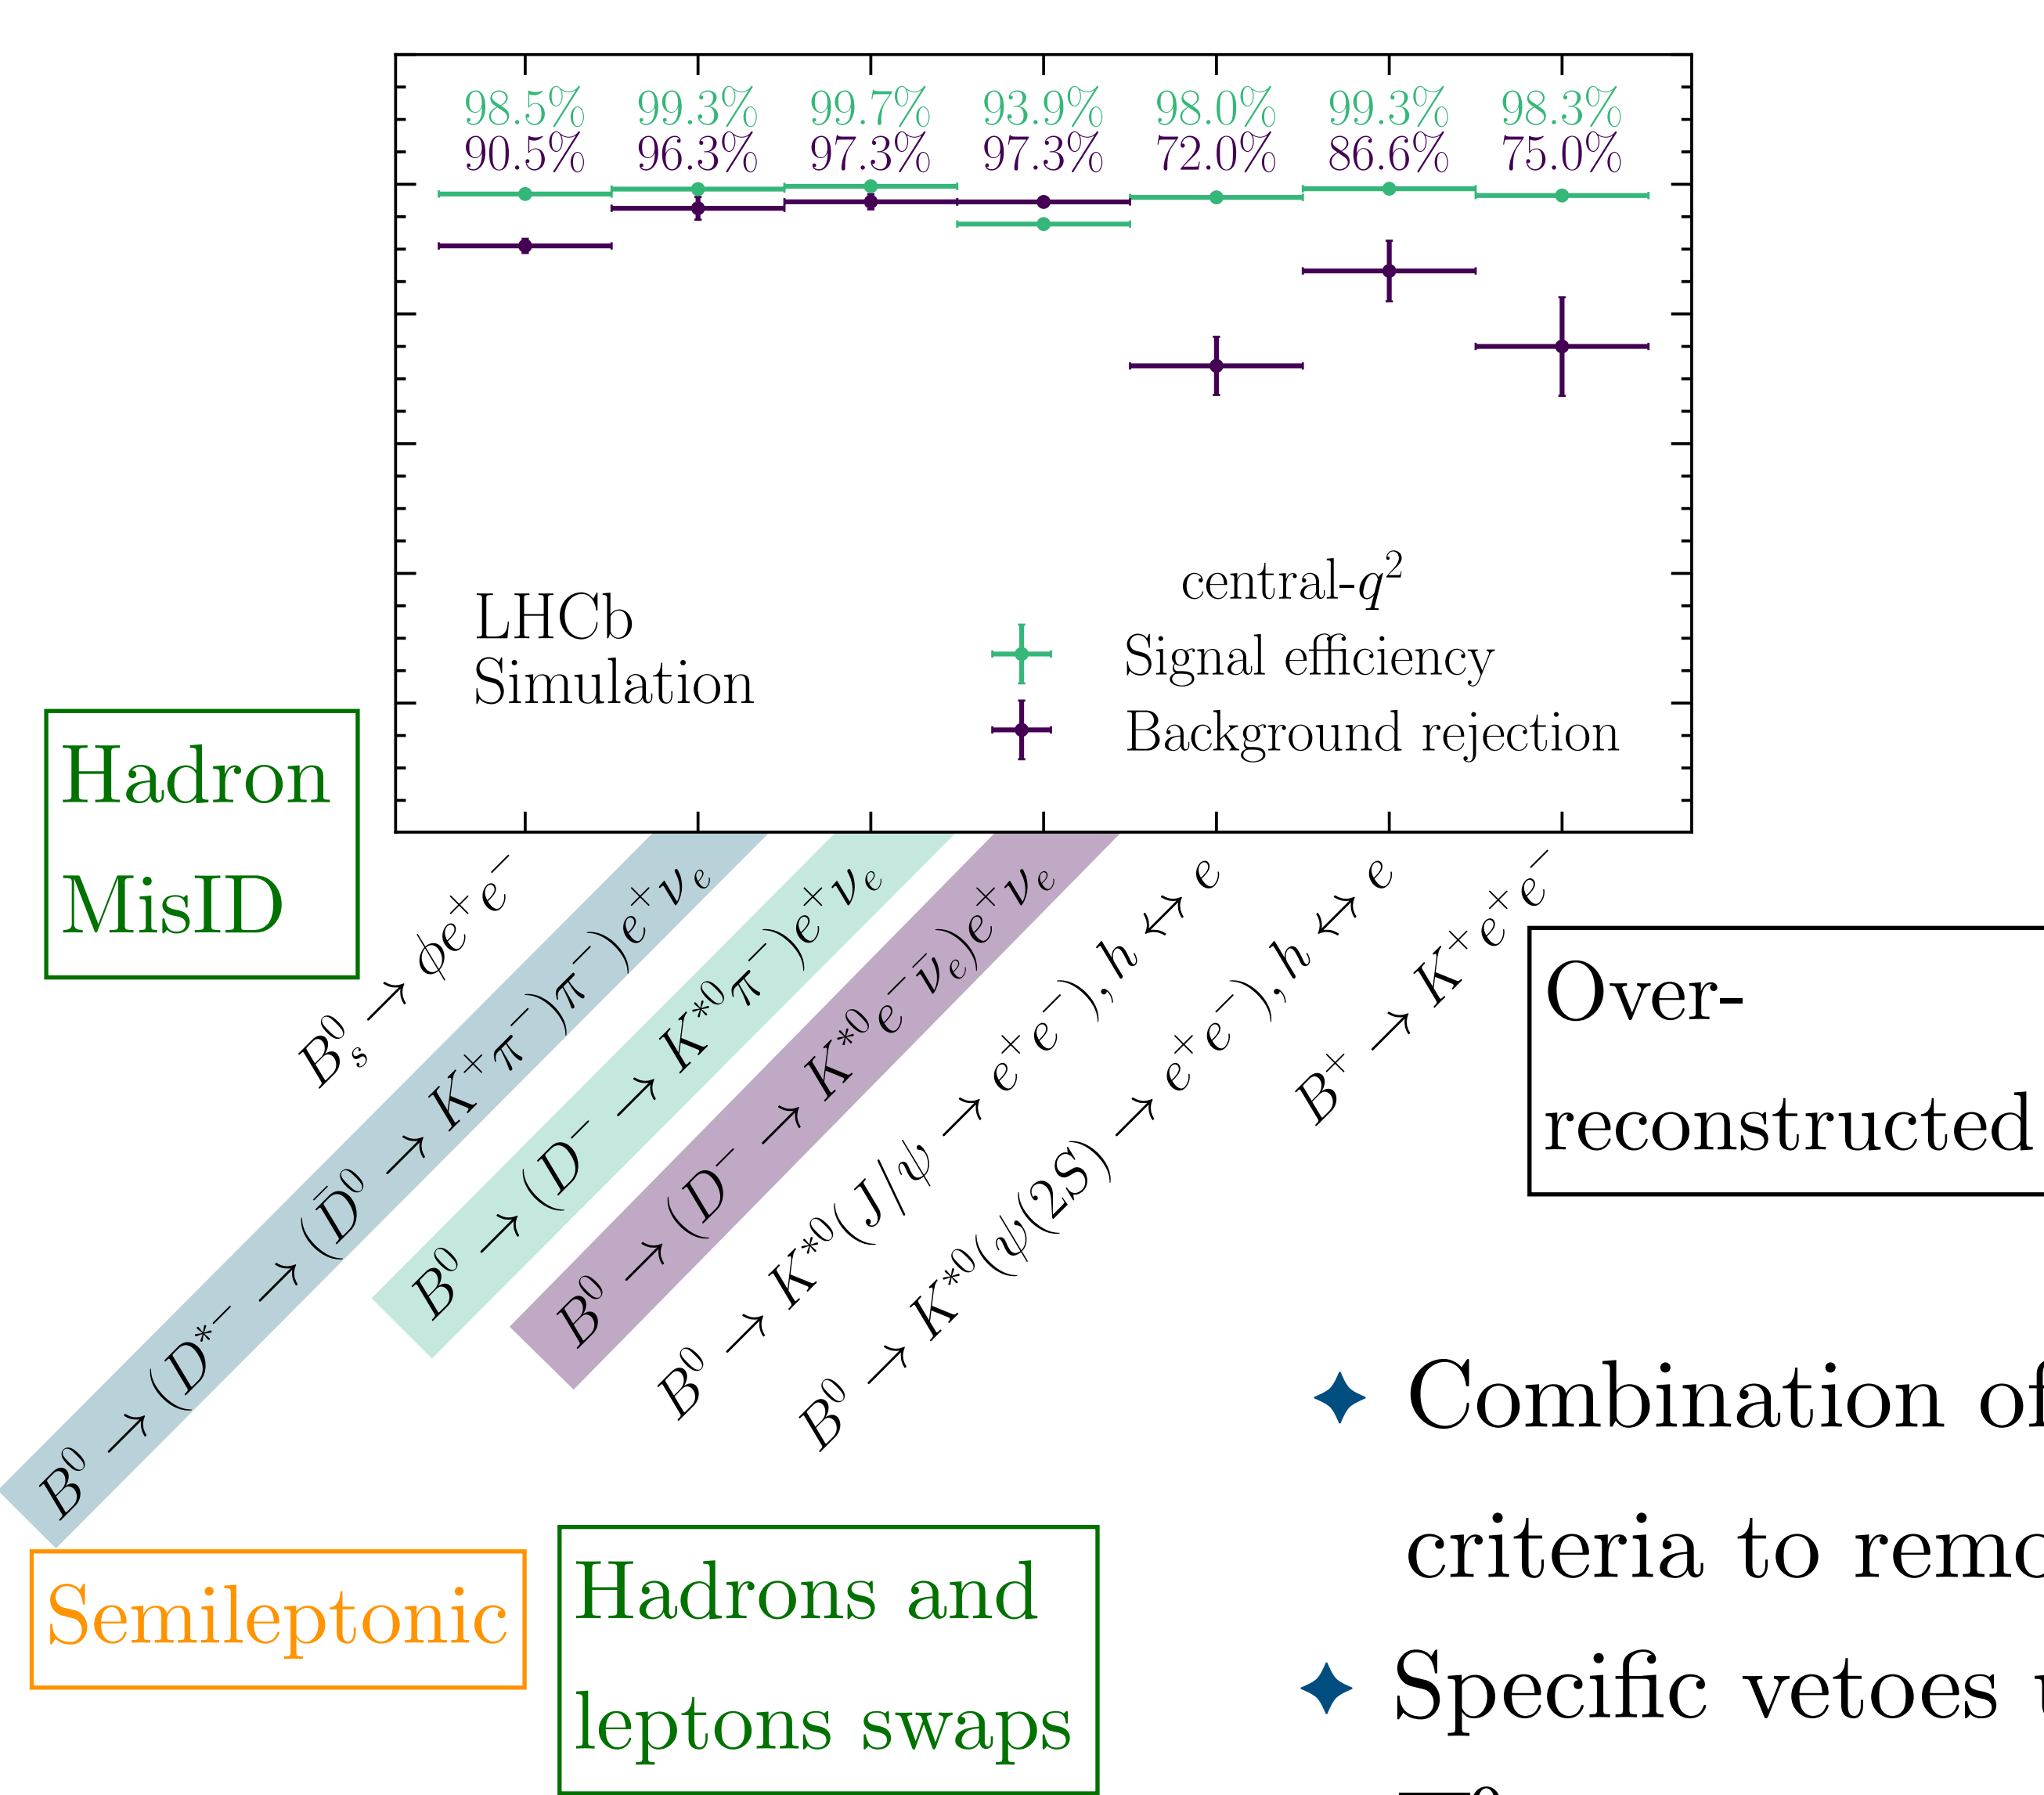 98.5% 99.3% 99.7% 93.9% 98.0% 99.3% 98.3%
90.5% 96.3% 97.3% 97.3% 72.0% 86.6% 75.0%
LHCb
Simulation
central-q²
Signal efficiency
Background rejection
Hadron
MisID
B⁰ₛ → ϕe⁺e⁻
B⁰ → (D*⁻ → (D̄⁰ → K⁺π⁻)π⁻)e⁺νₑ
B⁰ → (D⁻ → K*⁰π⁻)e⁺νₑ
B⁰ → (D⁻ → K*⁰e⁻ν̄ₑ)e⁺νₑ
B⁰ → K*⁰(J/ψ → e⁺e⁻), h ↔ e
B⁰ → K*⁰(ψ(2S) → e⁺e⁻), h ↔ e
B⁺ → K⁺e⁺e⁻
Over-
reconstructed
Semileptonic
Hadrons and
leptons swaps
✦ Combination of
criteria to remo
✦ Specific vetoes